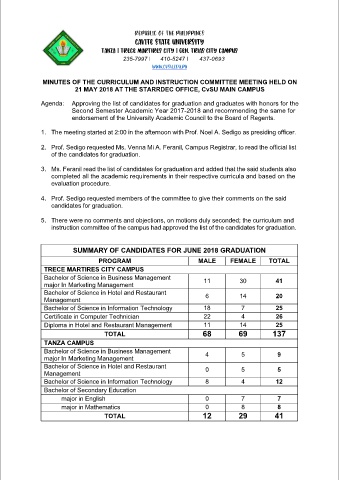 REPUBLIC OF THE PHILIPPINES
CAVITE STATE UNIVERSITY
TANZA | TRECE MARTIRES CITY | GEN. TRIAS CITY CAMPUS
235-7997 | 410-5247 | 437-0693
MINUTES OF THE CURRICULUM AND INSTRUCTION COMMITTEE MEETING HELD ON
21 MAY 2018 AT THE STARRDEC OFFICE, CvSU MAIN CAMPUS
Agenda: Approving the list of candidates for graduation and graduates with honors for the
Second Semester Academic Year 2017-2018 and recommending the same for
endorsement of the University Academic Council to the Board of Regents.
1. The meeting started at 2:00 in the afternoon with Prof. Noel A. Sedigo as presiding officer.
2. Prof. Sedigo requested Ms. Venna Mi A. Feranil, Campus Registrar, to read the official list
of the candidates for graduation.
3. Ms. Feranil read the list of candidates for graduation and added that the said students also
completed all the academic requirements in their respective curricula and based on the
evaluation procedure.
4. Prof. Sedigo requested members of the committee to give their comments on the said
candidates for graduation.
5. There were no comments and objections, on motions duly seconded; the curriculum and
instruction committee of the campus had approved the list of the candidates for graduation.
SUMMARY OF CANDIDATES FOR JUNE 2018 GRADUATION
PROGRAM MALE FEMALE TOTAL
TRECE MARTIRES CITY CAMPUS
Bachelor of Science in Business Management
major In Marketing Management 11 30 41
Bachelor of Science in Hotel and Restaurant
Management 6 14 20
Bachelor of Science in Information Technology 18 7 25
Certificate in Computer Technician 22 4 26
Diploma in Hotel and Restaurant Management 11 14 25
TOTAL 68 69 137
TANZA CAMPUS
Bachelor of Science in Business Management
major In Marketing Management 4 5 9
Bachelor of Science in Hotel and Restaurant
Management 0 5 5
Bachelor of Science in Information Technology 8 4 12
Bachelor of Secondary Education
major in English 0 7 7
major in Mathematics 0 8 8
TOTAL 12 29 41